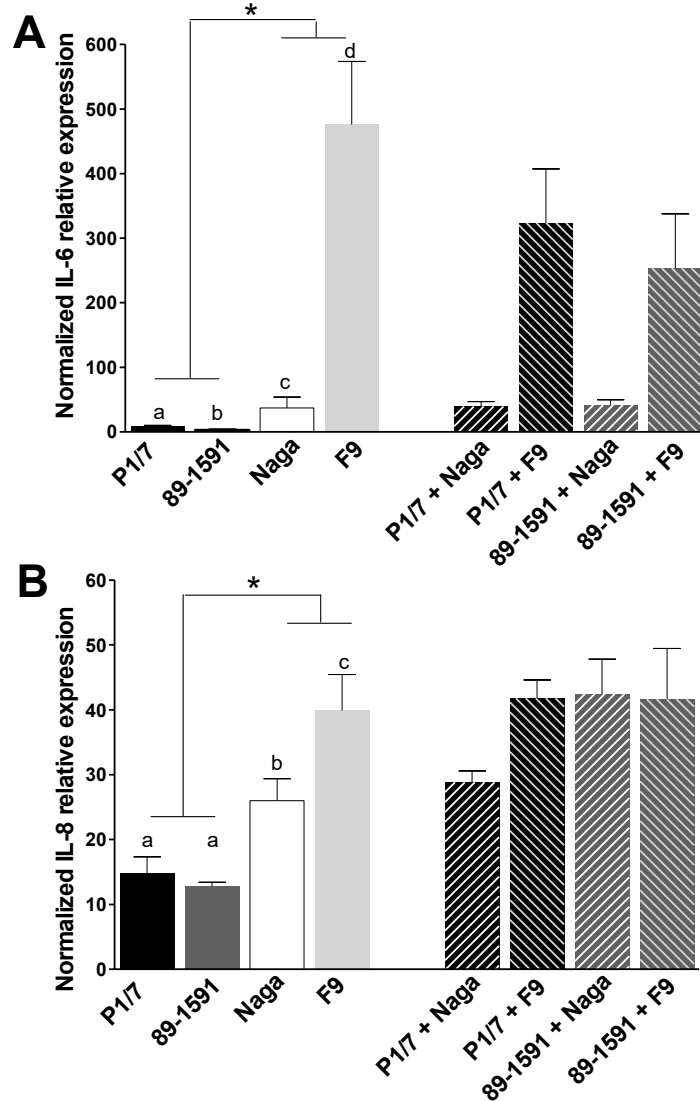 A
*
Normalized IL-6 relative expression
600
500
400
300
200
100
0
a
b
c
d
P1/7
89-1591
Naga
F9
P1/7 + Naga
P1/7 + F9
89-1591 + Naga
89-1591 + F9
B
*
Normalized IL-8 relative expression
60
50
40
30
20
10
0
a
a
b
c
P1/7
89-1591
Naga
F9
P1/7 + Naga
P1/7 + F9
89-1591 + Naga
89-1591 + F9